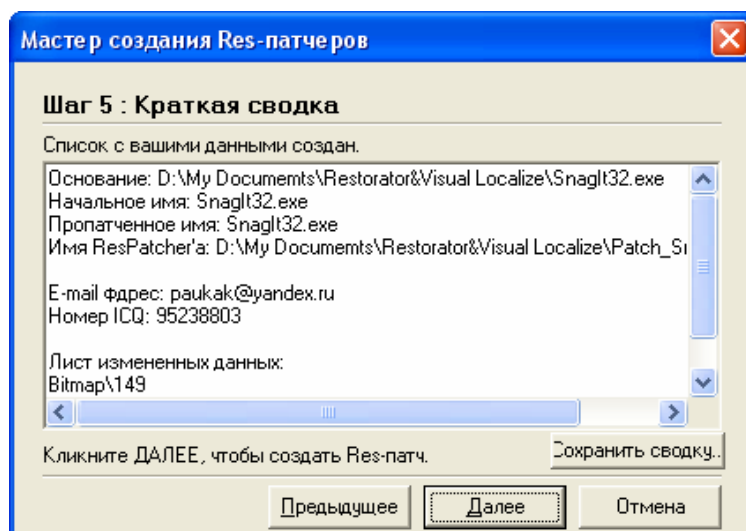 Мастер создания Res-патчеров
Шаг 5 : Краткая сводка
Список с вашими данными создан.
Основание: D:\My Documemts\Restorator&Visual Localize\SnagIt32.exe
Начальное имя: SnagIt32.exe
Пропатченное имя: SnagIt32.exe
Имя ResPatcher'а: D:\My Documemts\Restorator&Visual Localize\Patch_Sn
E-mail фдрес: paukak@yandex.ru
Номер ICQ: 95238803
Лист измененных данных:
Bitmap\149
Кликните ДАЛЕЕ, чтобы создать Res-патч.
Сохранить сводку..
Предыдущее
Далее
Отмена